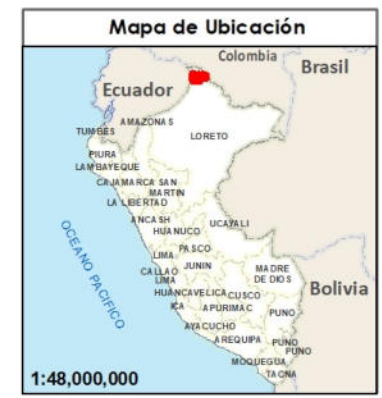 Mapa de Ubicación
Colombia
Brasil
Ecuador
AMAZONAS
TUMBES
LORETO
PIURA
LAMBAYEQUE
CAJAMARCA SAN
MARTIN
LA LIBERTAD
ANCASH
UCAYALI
HUANUCO
OCEANO PACIFICO
PASCO
LIMA
JUNIN
CALLAO
MADRE
DE DIOS
LIMA
HUANCAVELICA CUSCO
Bolivia
ICA
APURIMAC
PUNO
AYACUCHO
AREQUIPA
PUNO
PUNO
MOQUEGUA
TACNA
1:48,000,000